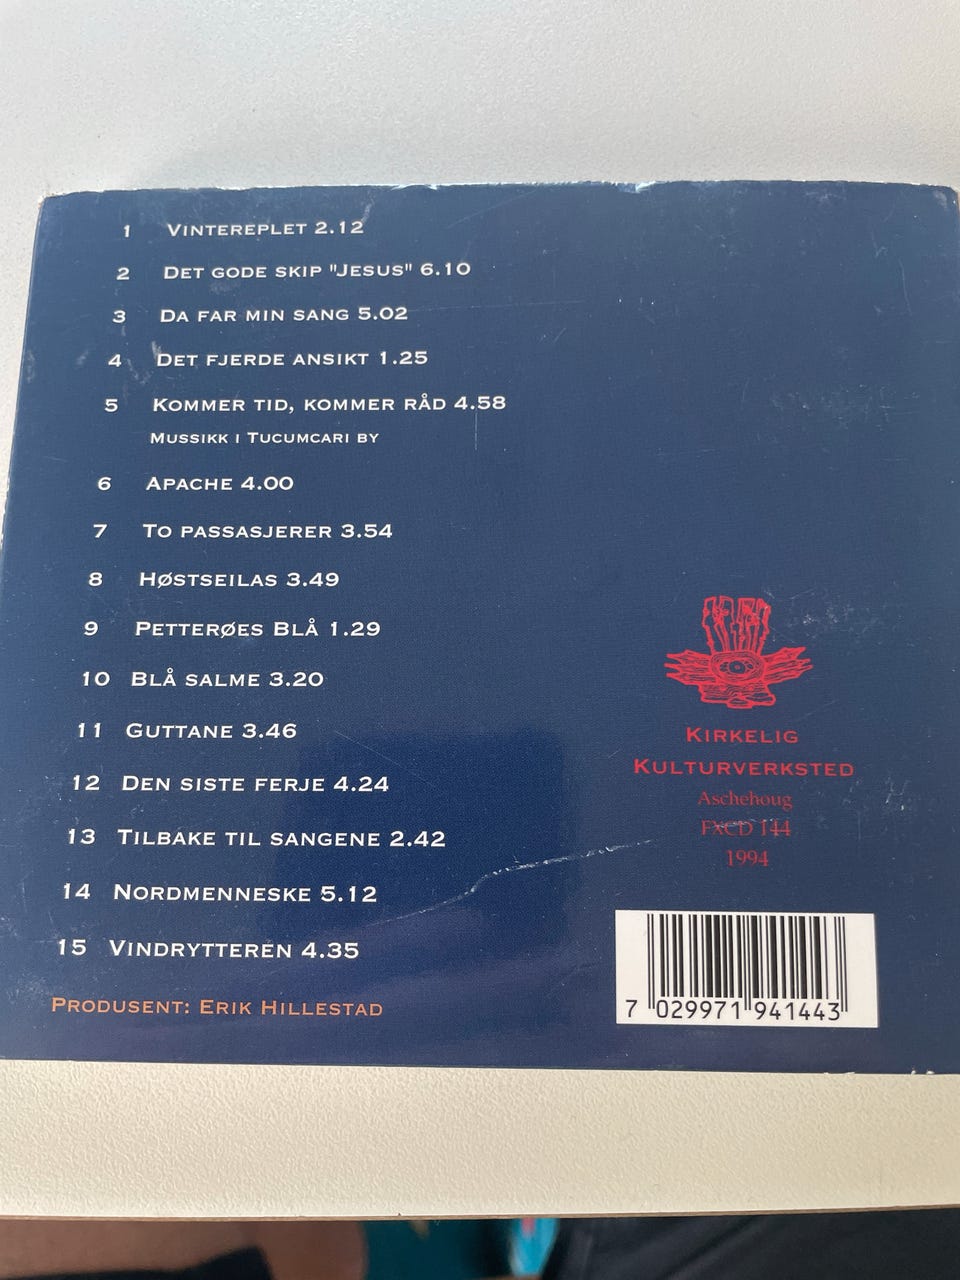 1 Vintereplet 2.12
2 Det gode skip "Jesus" 6.10
3 Da far min sang 5.02
4 Det fjerde ansikt 1.25
5 Kommer tid, kommer råd 4.58
Mussikk i Tucumcari by
6 Apache 4.00
7 To passasjerer 3.54
8 Høstseilas 3.49
9 Petterøes Blå 1.29
10 Blå salme 3.20
11 Guttane 3.46
12 Den siste ferje 4.24
13 Tilbake til sangene 2.42
14 Nordmenneske 5.12
15 Vindrytteren 4.35
Produsent: Erik Hillestad
Kirkelig
Kulturverksted
Aschehoug
FXCD 144
1994
7 029971 941443